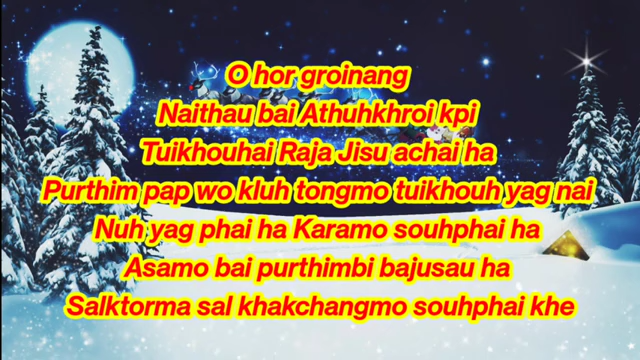 O hor groinang
Naithau bai Athuhkhroi kpi
Tuikhouhai Raja Jisu achai ha
Purthim pap wo kluh tongmo tuikhouh yag nai
Nuh yag phai ha Karamo souhphai ha
Asamo bai purthimbi bajusau ha
Salktorma sal khakchangmo souhphai khe